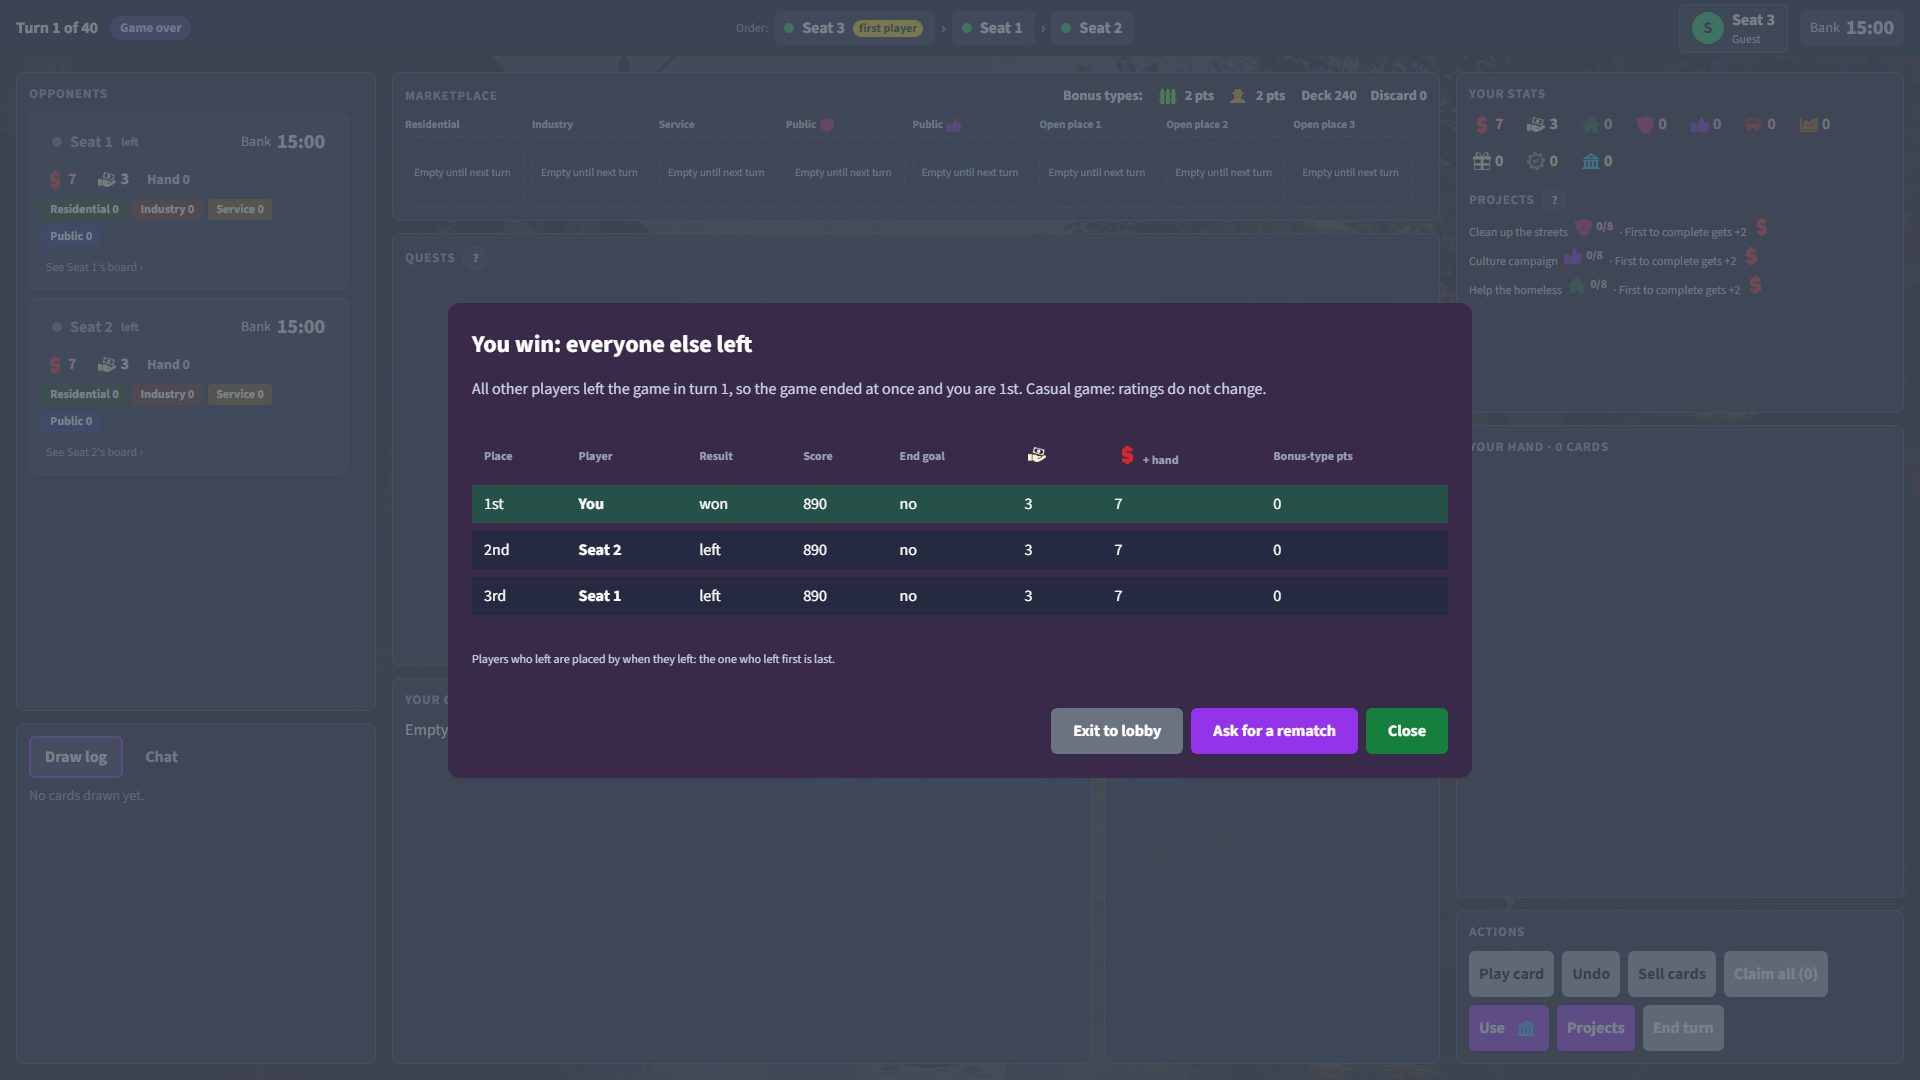 Turn 1 of 40 Game over
Order: Seat 3 first player › Seat 1 › Seat 2
S Seat 3 Guest Bank 15:00
OPPONENTS
Seat 1 left Bank 15:00
7 3 Hand 0
Residential 0 Industry 0 Service 0
Public 0
See Seat 1's board ›
Seat 2 left Bank 15:00
7 3 Hand 0
Residential 0 Industry 0 Service 0
Public 0
See Seat 2's board ›
Draw log Chat
No cards drawn yet.
MARKETPLACE Bonus types: 2 pts 2 pts Deck 240 Discard 0
Residential Industry Service Public Public Open place 1 Open place 2 Open place 3
Empty until next turn Empty until next turn Empty until next turn Empty until next turn Empty until next turn Empty until next turn Empty until next turn Empty until next turn
QUESTS ?
You win: everyone else left
All other players left the game in turn 1, so the game ended at once and you are 1st. Casual game: ratings do not change.
Place Player Result Score End goal + hand Bonus-type pts
1st You won 890 no 3 7 0
2nd Seat 2 left 890 no 3 7 0
3rd Seat 1 left 890 no 3 7 0
Players who left are placed by when they left: the one who left first is last.
Exit to lobby Ask for a rematch Close
YOUR
Empty
YOUR STATS
7 3 0 0 0 0 0
0 0 0
PROJECTS ?
Clean up the streets 0/8 · First to complete gets +2
Culture campaign 0/8 · First to complete gets +2
Help the homeless 0/8 · First to complete gets +2
YOUR HAND · 0 CARDS
ACTIONS
Play card Undo Sell cards Claim all (0)
Use Projects End turn